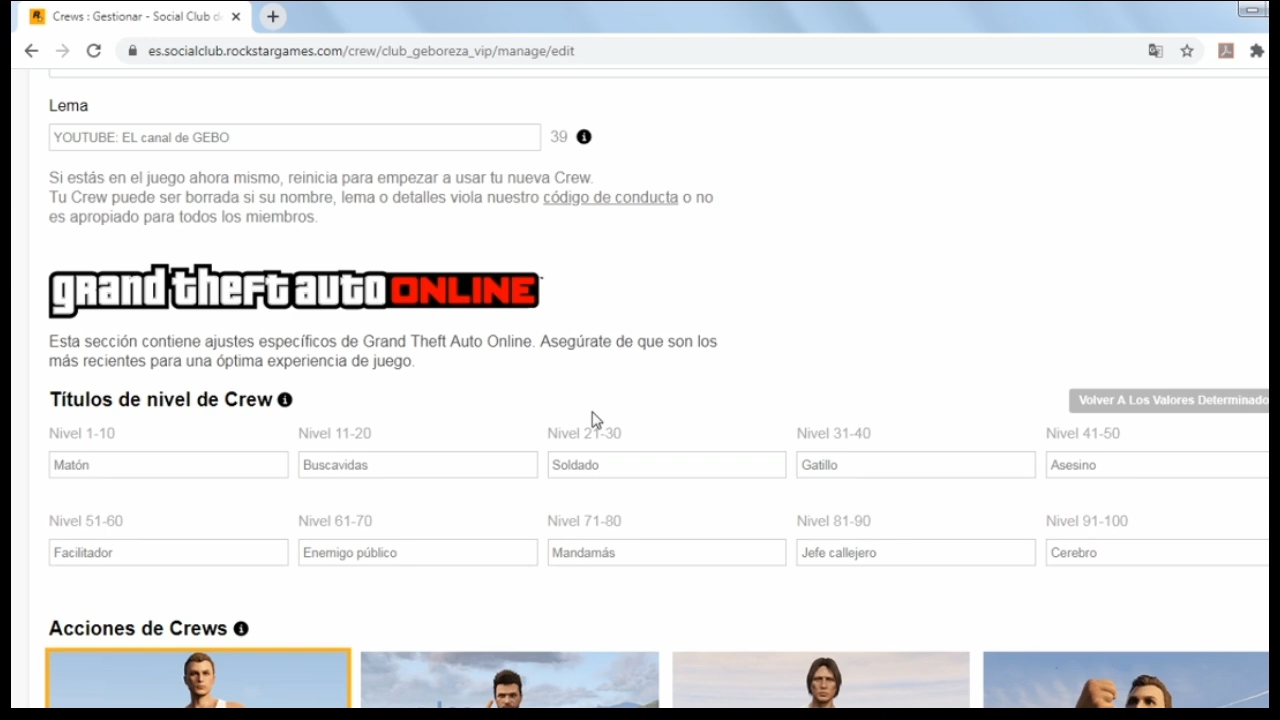 Crews : Gestionar - Social Club d
es.socialclub.rockstargames.com/crew/club_geboreza_vip/manage/edit
Lema
YOUTUBE: EL canal de GEBO
39
Si estás en el juego ahora mismo, reinicia para empezar a usar tu nueva Crew.
Tu Crew puede ser borrada si su nombre, lema o detalles viola nuestro código de conducta o no
es apropiado para todos los miembros.
grand theft auto ONLINE
Esta sección contiene ajustes específicos de Grand Theft Auto Online. Asegúrate de que son los
más recientes para una óptima experiencia de juego.
Títulos de nivel de Crew
Volver A Los Valores Determinado
Nivel 1-10 Nivel 11-20 Nivel 21-30 Nivel 31-40 Nivel 41-50
Matón Buscavidas Soldado Gatillo Asesino
Nivel 51-60 Nivel 61-70 Nivel 71-80 Nivel 81-90 Nivel 91-100
Facilitador Enemigo público Mandamás Jefe callejero Cerebro
Acciones de Crews